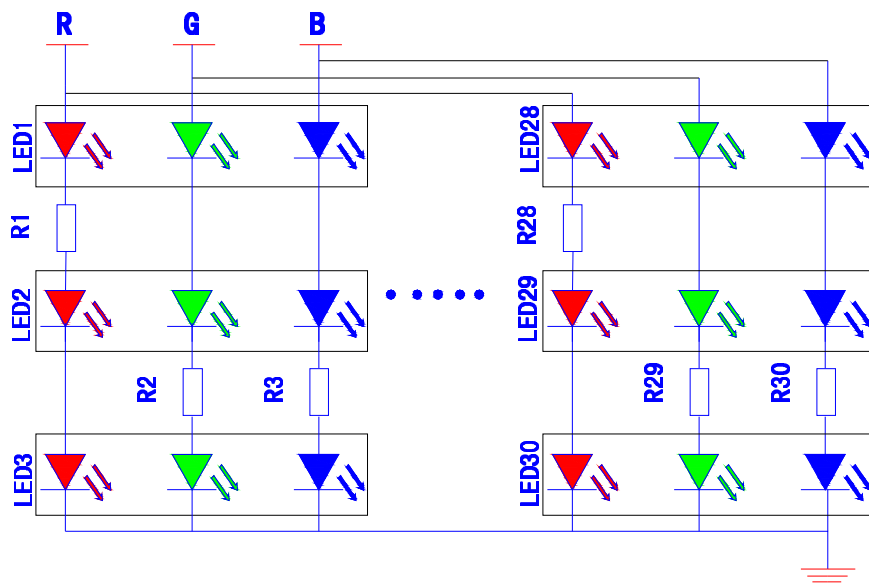 R G B
LED1 LED28
R1 R28
LED2 LED29
R2 R3 R29 R30
LED3 LED30